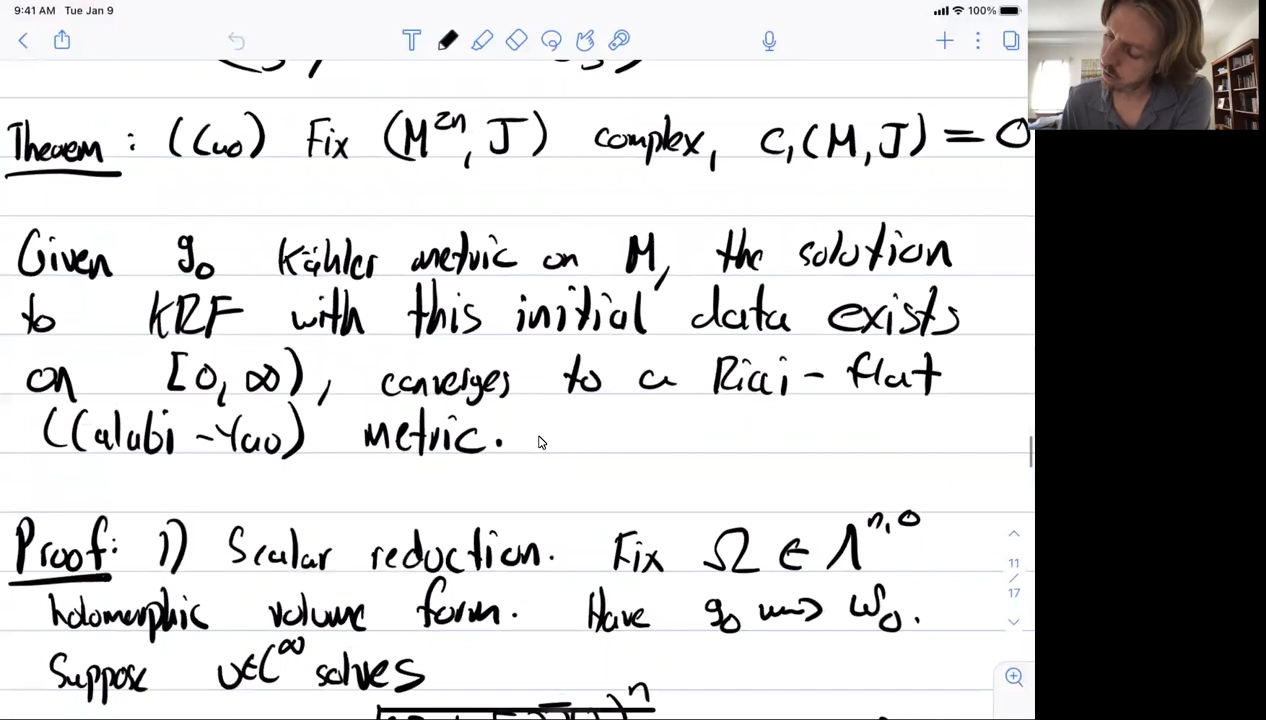 9:41 AM Tue Jan 9
100%
Theorem: (Cao) Fix (M²ⁿ, J) complex, c₁(M, J) = 0
Given g₀ Kähler metric on M, the solution
to KRF with this initial data exists
on [0, ∞), converges to a Ricci-flat
(Calabi-Yau) metric.
Proof: 1) Scalar reduction. Fix Ω ∈ Λⁿ,⁰
holomorphic volume form. Have g₀ ⟿ ω₀.
Suppose u∈C^∞ solves
11
/
17